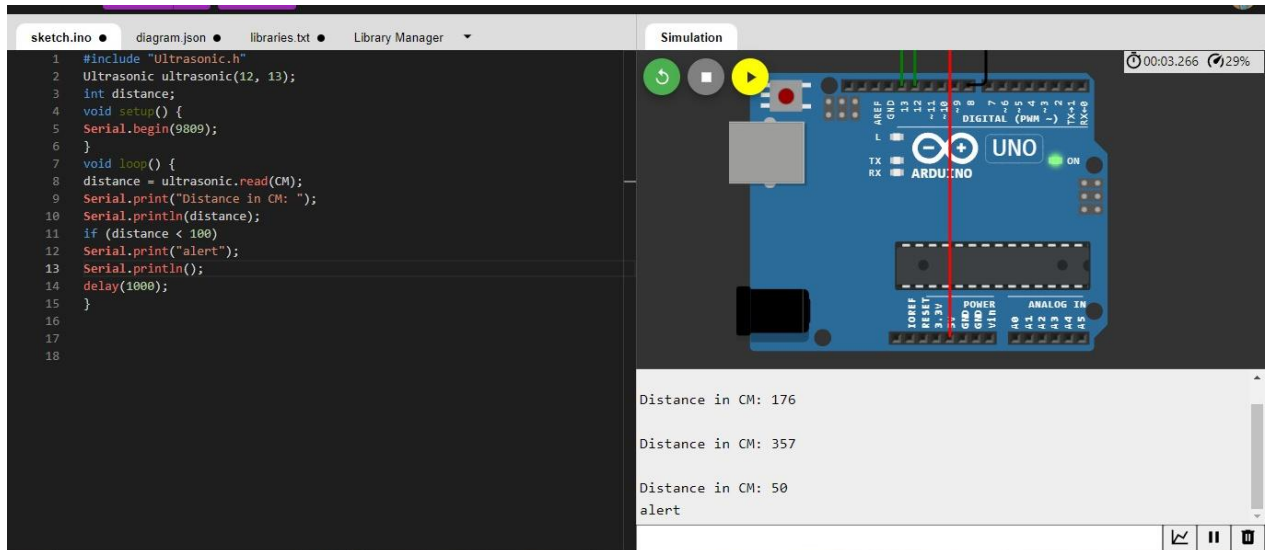 sketch.ino ● diagram.json ● libraries.txt ● Library Manager
1 #include "Ultrasonic.h"
2 Ultrasonic ultrasonic(12, 13);
3 int distance;
4 void setup() {
5 Serial.begin(9809);
6 }
7 void loop() {
8 distance = ultrasonic.read(CM);
9 Serial.print("Distance in CM: ");
10 Serial.println(distance);
11 if (distance < 100)
12 Serial.print("alert");
13 Serial.println();
14 delay(1000);
15 }
16
17
18
Simulation
00:03.266 29%
AREF
GND
13
12
~11
~10
~9
8
7
~6
~5
4
~3
2
TX→1
RX←0
DIGITAL (PWM ~)
L
TX
RX
ARDUINO
UNO
ON
IOREF
RESET
3.3V
5V
GND
GND
Vin
POWER
ANALOG IN
A0
A1
A2
A3
A4
A5
Distance in CM: 176
Distance in CM: 357
Distance in CM: 50
alert